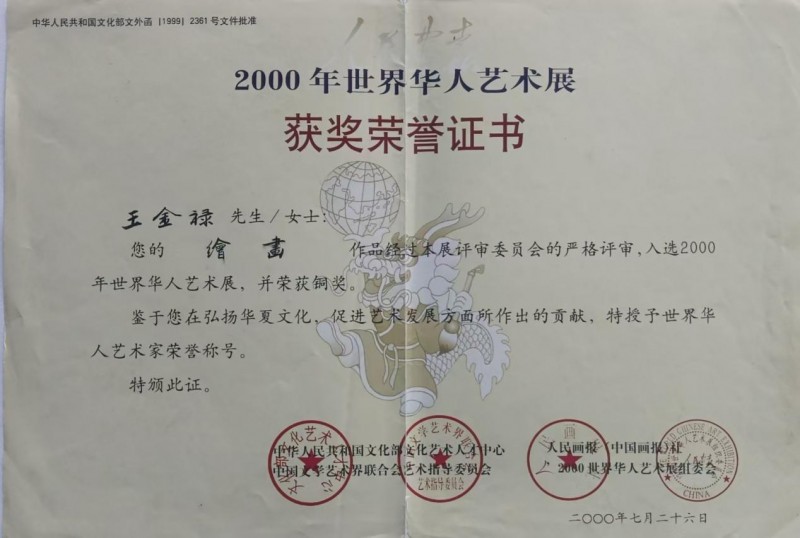 中华人民共和国文化部文外函[1999] 2361号文件批准
2000年世界华人艺术展
获奖荣誉证书
王金禄 先生/女士:
您的 繪畫 作品经过本展评审委员会的严格评审,入选2000
年世界华人艺术展,并荣获铜奖。
鉴于您在弘扬华夏文化、促进艺术发展方面所作出的贡献,特授予世界华
人艺术家荣誉称号。
特颁此证。
中华人民共和国文化部文化艺术人才中心
中国文学艺术界联合会艺术指导委员会
人民画报(中国画报)社
2000世界华人艺术展组委会
艺术指导委员会
CHINA
二〇〇〇年七月二十六日